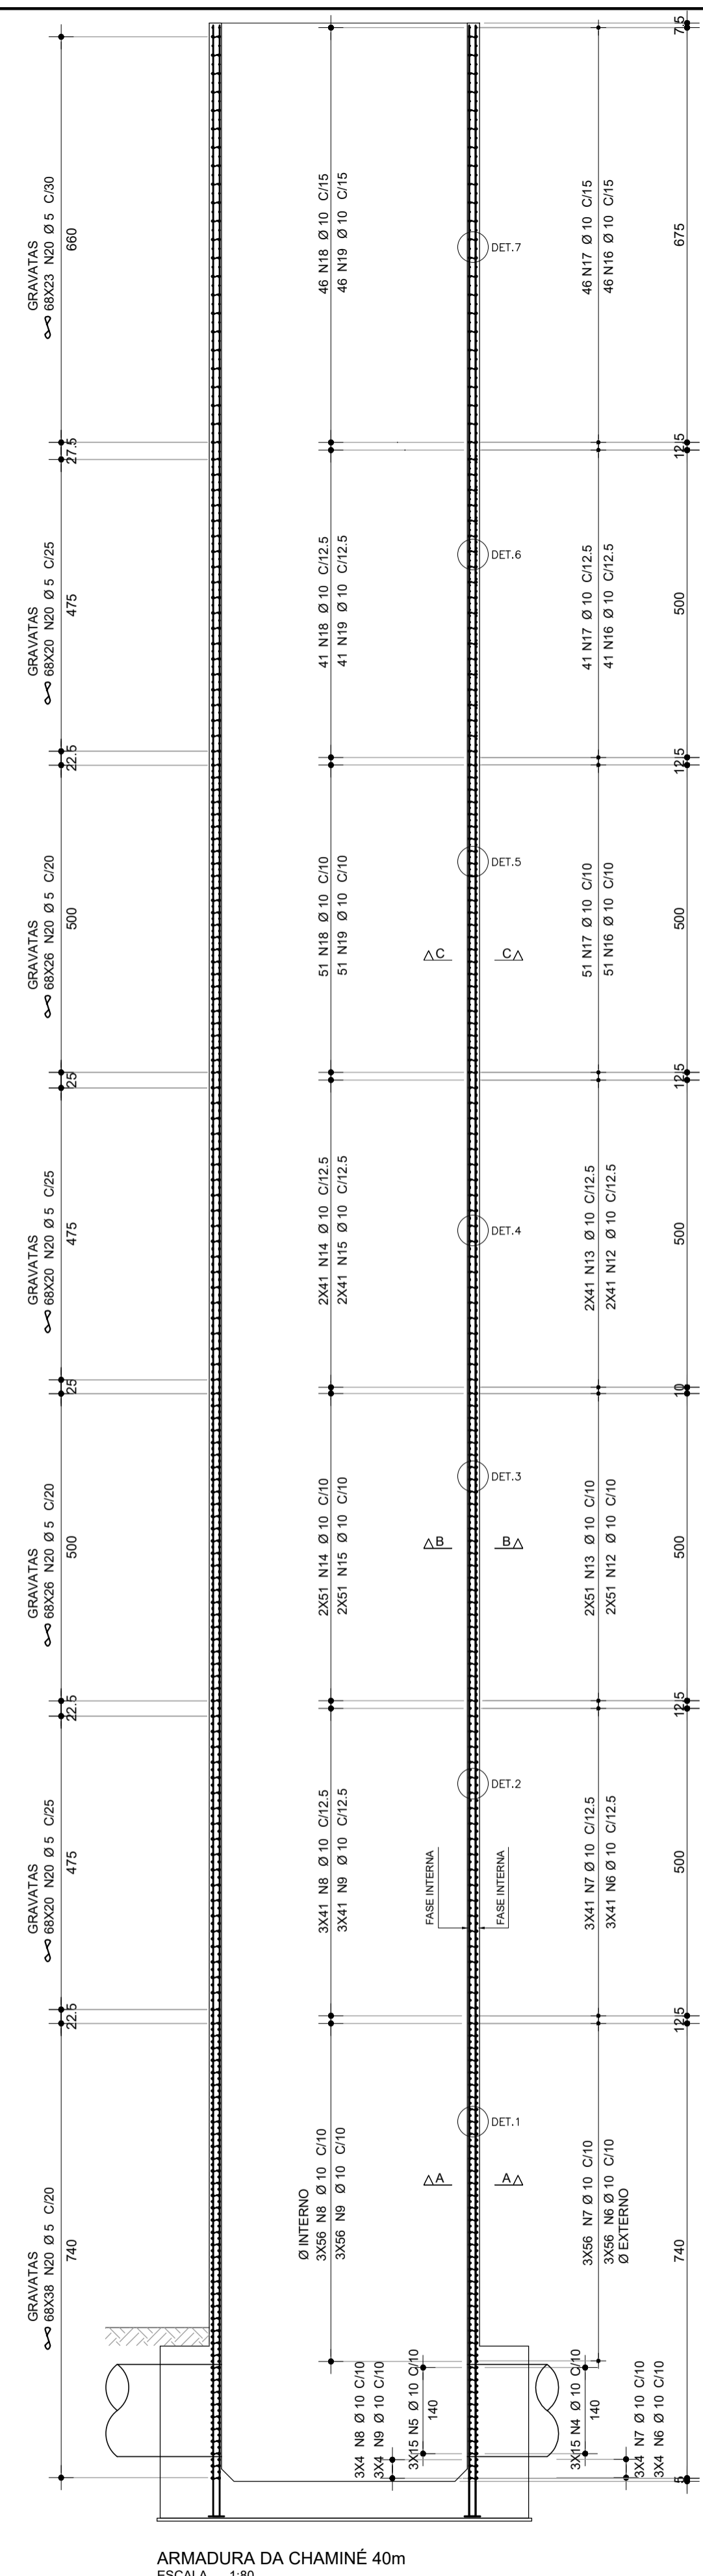 7.5
GRAVATAS
68X23 N20 Ø 5 C/30
660
46 N18 Ø 10 C/15
46 N19 Ø 10 C/15
DET.7
46 N17 Ø 10 C/15
46 N16 Ø 10 C/15
675
27.5
12.5
GRAVATAS
68X20 N20 Ø 5 C/25
475
41 N18 Ø 10 C/12.5
41 N19 Ø 10 C/12.5
DET.6
41 N17 Ø 10 C/12.5
41 N16 Ø 10 C/12.5
500
22.5
12.5
GRAVATAS
68X26 N20 Ø 5 C/20
500
51 N18 Ø 10 C/10
51 N19 Ø 10 C/10
DET.5
C
C
51 N17 Ø 10 C/10
51 N16 Ø 10 C/10
500
25
12.5
GRAVATAS
68X20 N20 Ø 5 C/25
475
2X41 N14 Ø 10 C/12.5
2X41 N15 Ø 10 C/12.5
DET.4
2X41 N13 Ø 10 C/12.5
2X41 N12 Ø 10 C/12.5
500
25
10
GRAVATAS
68X26 N20 Ø 5 C/20
500
2X51 N14 Ø 10 C/10
2X51 N15 Ø 10 C/10
DET.3
B
B
2X51 N13 Ø 10 C/10
2X51 N12 Ø 10 C/10
500
22.5
12.5
GRAVATAS
68X20 N20 Ø 5 C/25
475
3X41 N8 Ø 10 C/12.5
3X41 N9 Ø 10 C/12.5
DET.2
FASE INTERNA
FASE INTERNA
3X41 N7 Ø 10 C/12.5
3X41 N6 Ø 10 C/12.5
500
22.5
12.5
GRAVATAS
68X38 N20 Ø 5 C/20
740
Ø INTERNO
3X56 N8 Ø 10 C/10
3X56 N9 Ø 10 C/10
DET.1
A
A
3X56 N7 Ø 10 C/10
3X56 N6 Ø 10 C/10
Ø EXTERNO
740
3X4 N8 Ø 10 C/10
3X4 N9 Ø 10 C/10
3X15 N5 Ø 10 C/10
140
3X15 N4 Ø 10 C/10
140
3X4 N7 Ø 10 C/10
3X4 N6 Ø 10 C/10
5
ARMADURA DA CHAMINÉ 40m
ESCALA 1:80